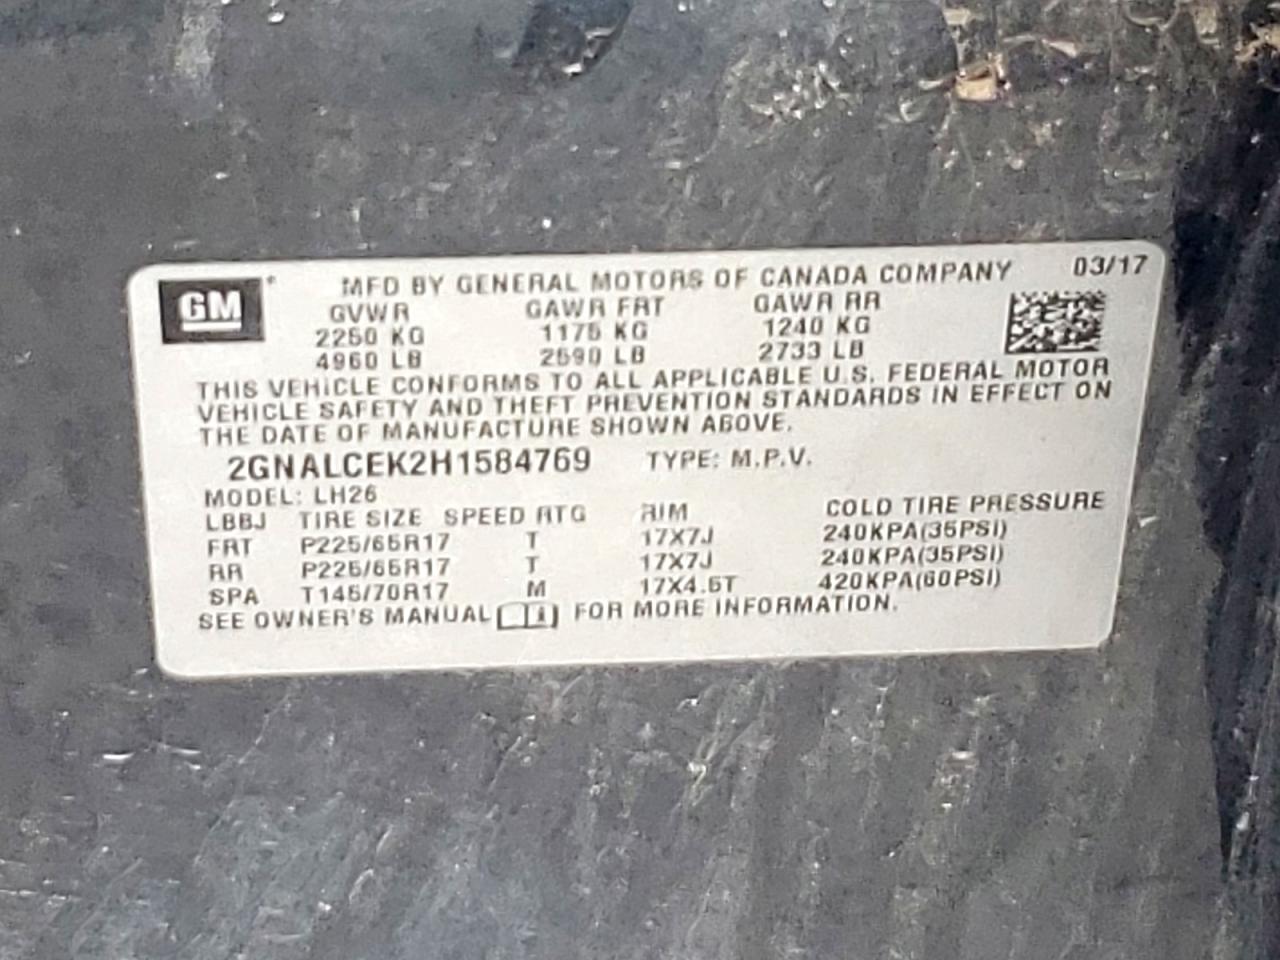 GM MFD BY GENERAL MOTORS OF CANADA COMPANY 03/17
GVWR GAWR FRT GAWR RR
2250 KG 1175 KG 1240 KG
4960 LB 2590 LB 2733 LB
THIS VEHICLE CONFORMS TO ALL APPLICABLE U.S. FEDERAL MOTOR
VEHICLE SAFETY AND THEFT PREVENTION STANDARDS IN EFFECT ON
THE DATE OF MANUFACTURE SHOWN ABOVE.
2GNALCEK2H1584769 TYPE: M.P.V.
MODEL: LH26
LBBJ TIRE SIZE SPEED RTG RIM COLD TIRE PRESSURE
FRT P225/65R17 T 17X7J 240KPA(35PSI)
RR P225/65R17 T 17X7J 240KPA(35PSI)
SPA T145/70R17 M 17X4.5T 420KPA(60PSI)
SEE OWNER'S MANUAL FOR MORE INFORMATION.